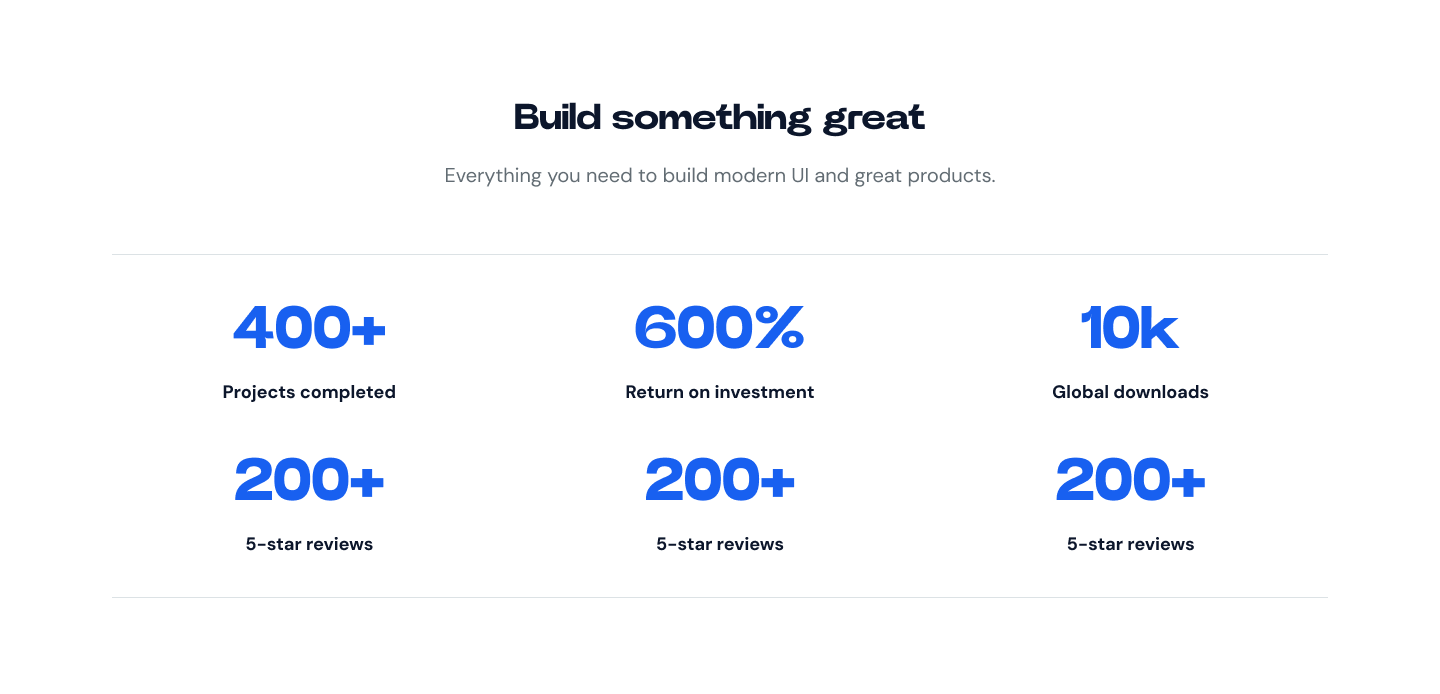 Build something great
Everything you need to build modern UI and great products.
400+
600%
10k
Projects completed
Return on investment
Global downloads
200+
200+
200+
5-star reviews
5-star reviews
5-star reviews